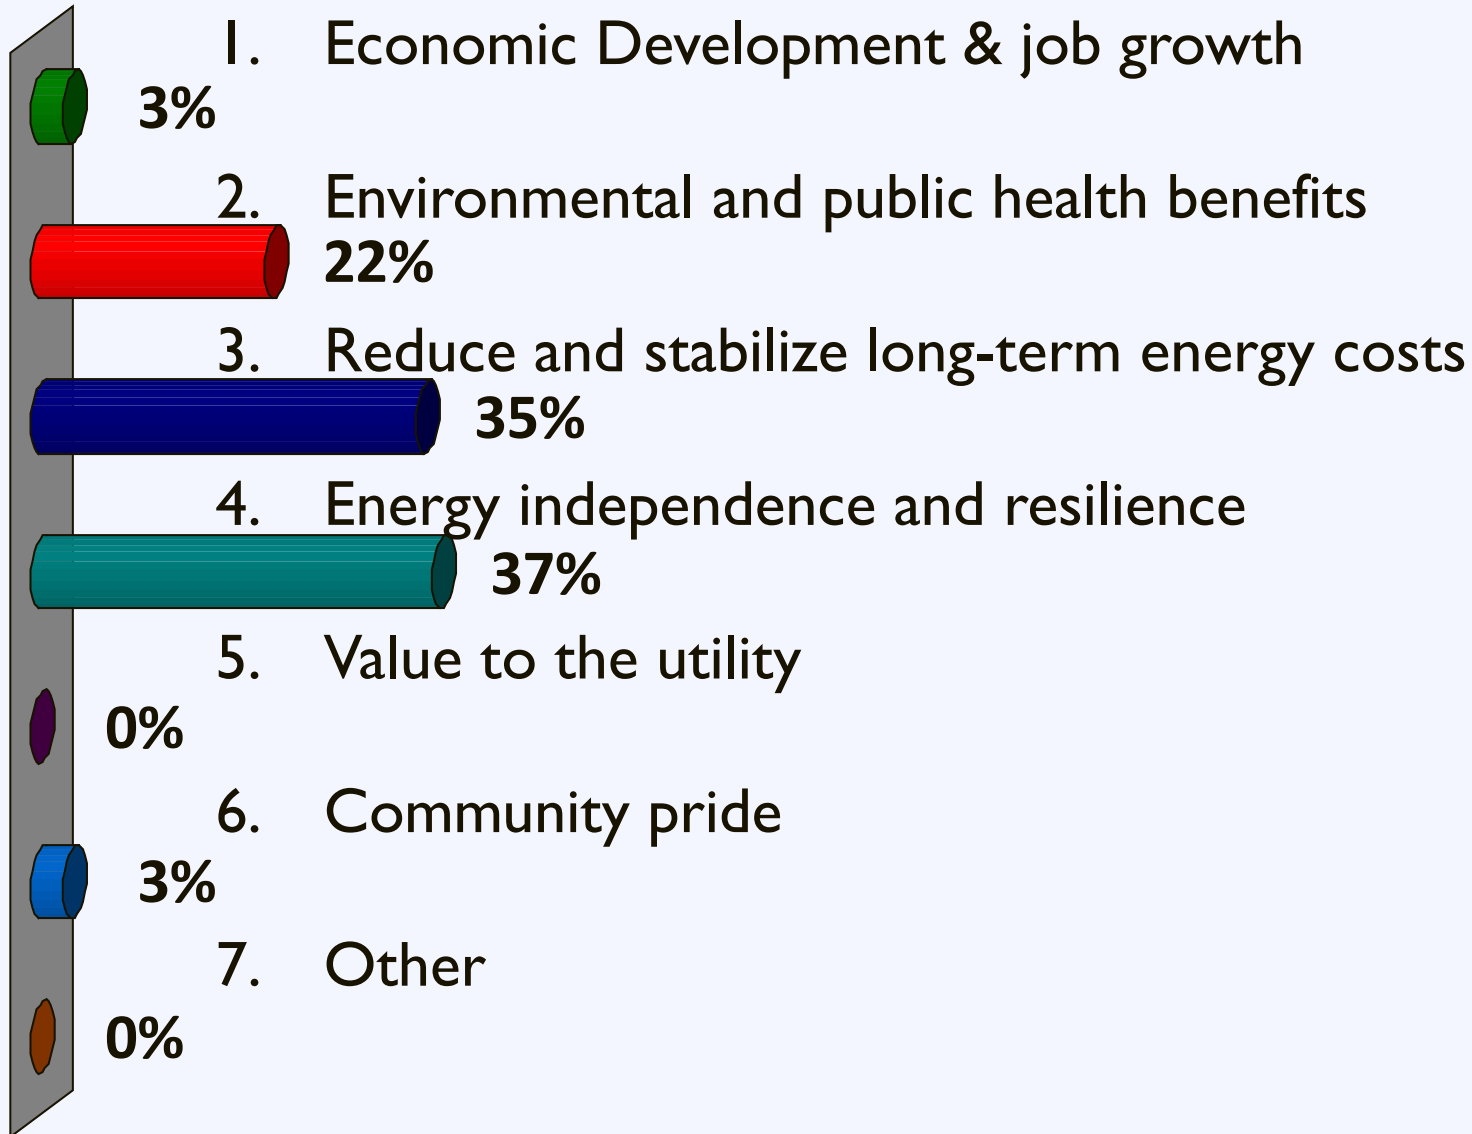 1. Economic Development & job growth
3%
2. Environmental and public health benefits
22%
3. Reduce and stabilize long-term energy costs
35%
4. Energy independence and resilience
37%
5. Value to the utility
0%
6. Community pride
3%
7. Other
0%